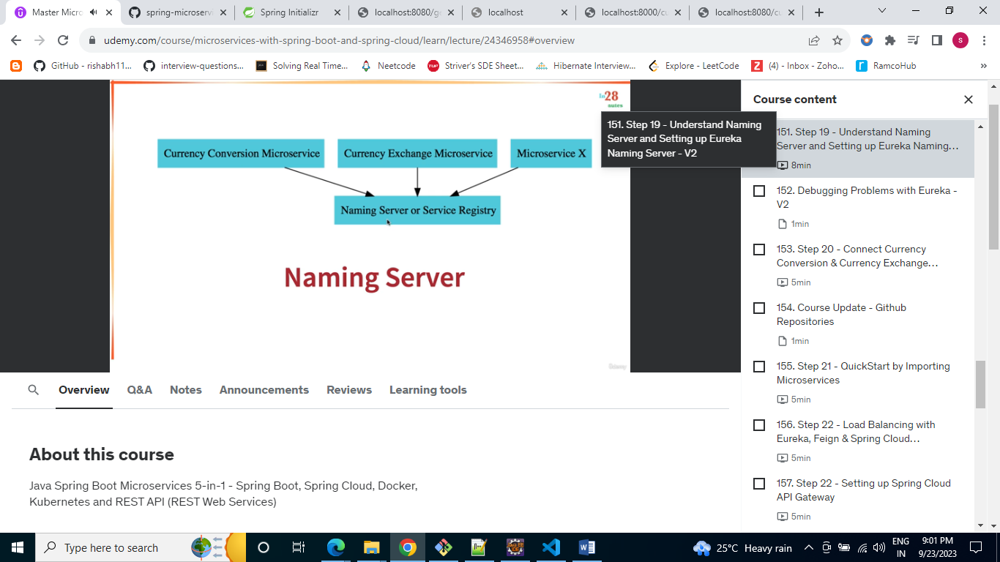 Master Micro
spring-microservi
Spring Initializr
localhost:8080/ge
localhost
localhost:8000/cu
localhost:8080/cu
udemy.com/course/microservices-with-spring-boot-and-spring-cloud/learn/lecture/24346958#overview
S
GitHub - rishabh11...
interview-questions...
Solving Real Time...
Neetcode
TUF
Striver's SDE Sheet...
Hibernate Interview...
Explore - LeetCode
(4) - Inbox - Zoho...
RamcoHub
»
In28
Minutes
Currency Conversion Microservice
Currency Exchange Microservice
Microservice X
Naming Server or Service Registry
Naming Server
Udemy
151. Step 19 - Understand Naming
Server and Setting up Eureka
Naming Server - V2
Course content
151. Step 19 - Understand Naming
Server and Setting up Eureka Naming…
8min
152. Debugging Problems with Eureka -
V2
1min
153. Step 20 - Connect Currency
Conversion & Currency Exchange…
5min
154. Course Update - Github
Repositories
1min
155. Step 21 - QuickStart by Importing
Microservices
5min
156. Step 22 - Load Balancing with
Eureka, Feign & Spring Cloud…
5min
157. Step 22 - Setting up Spring Cloud
API Gateway
5min
Overview
Q&A
Notes
Announcements
Reviews
Learning tools
About this course
Java Spring Boot Microservices 5-in-1 - Spring Boot, Spring Cloud, Docker,
Kubernetes and REST API (REST Web Services)
Type here to search
25°C Heavy rain
ENG
IN
9:01 PM
9/23/2023